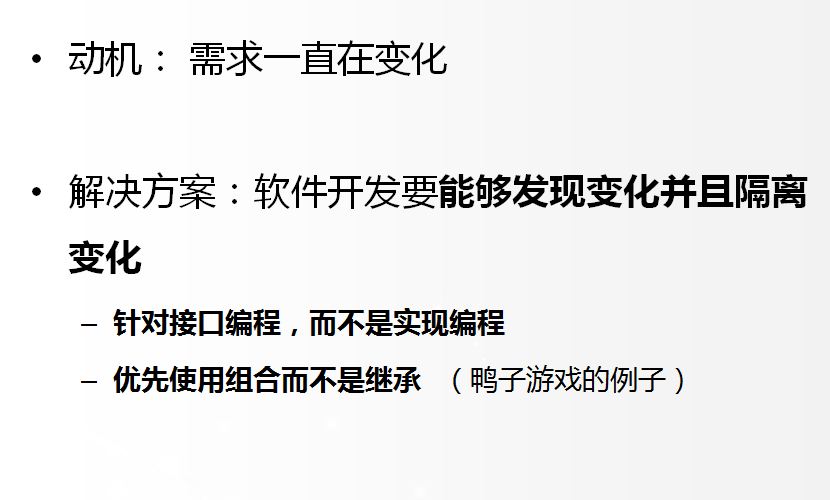 • 动机： 需求一直在变化
• 解决方案：软件开发要能够发现变化并且隔离
变化
– 针对接口编程，而不是实现编程
– 优先使用组合而不是继承 （鸭子游戏的例子）